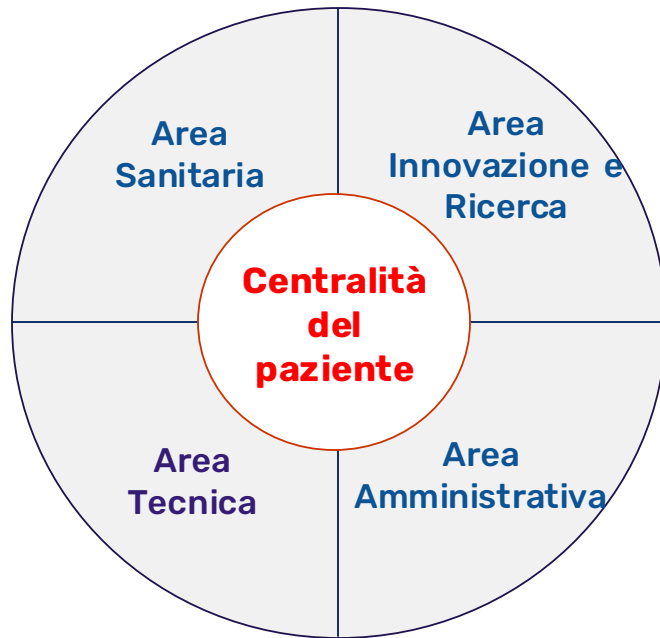 Area
Sanitaria
Area
Innovazione e
Ricerca
Centralità
del
paziente
Area
Tecnica
Area
Amministrativa